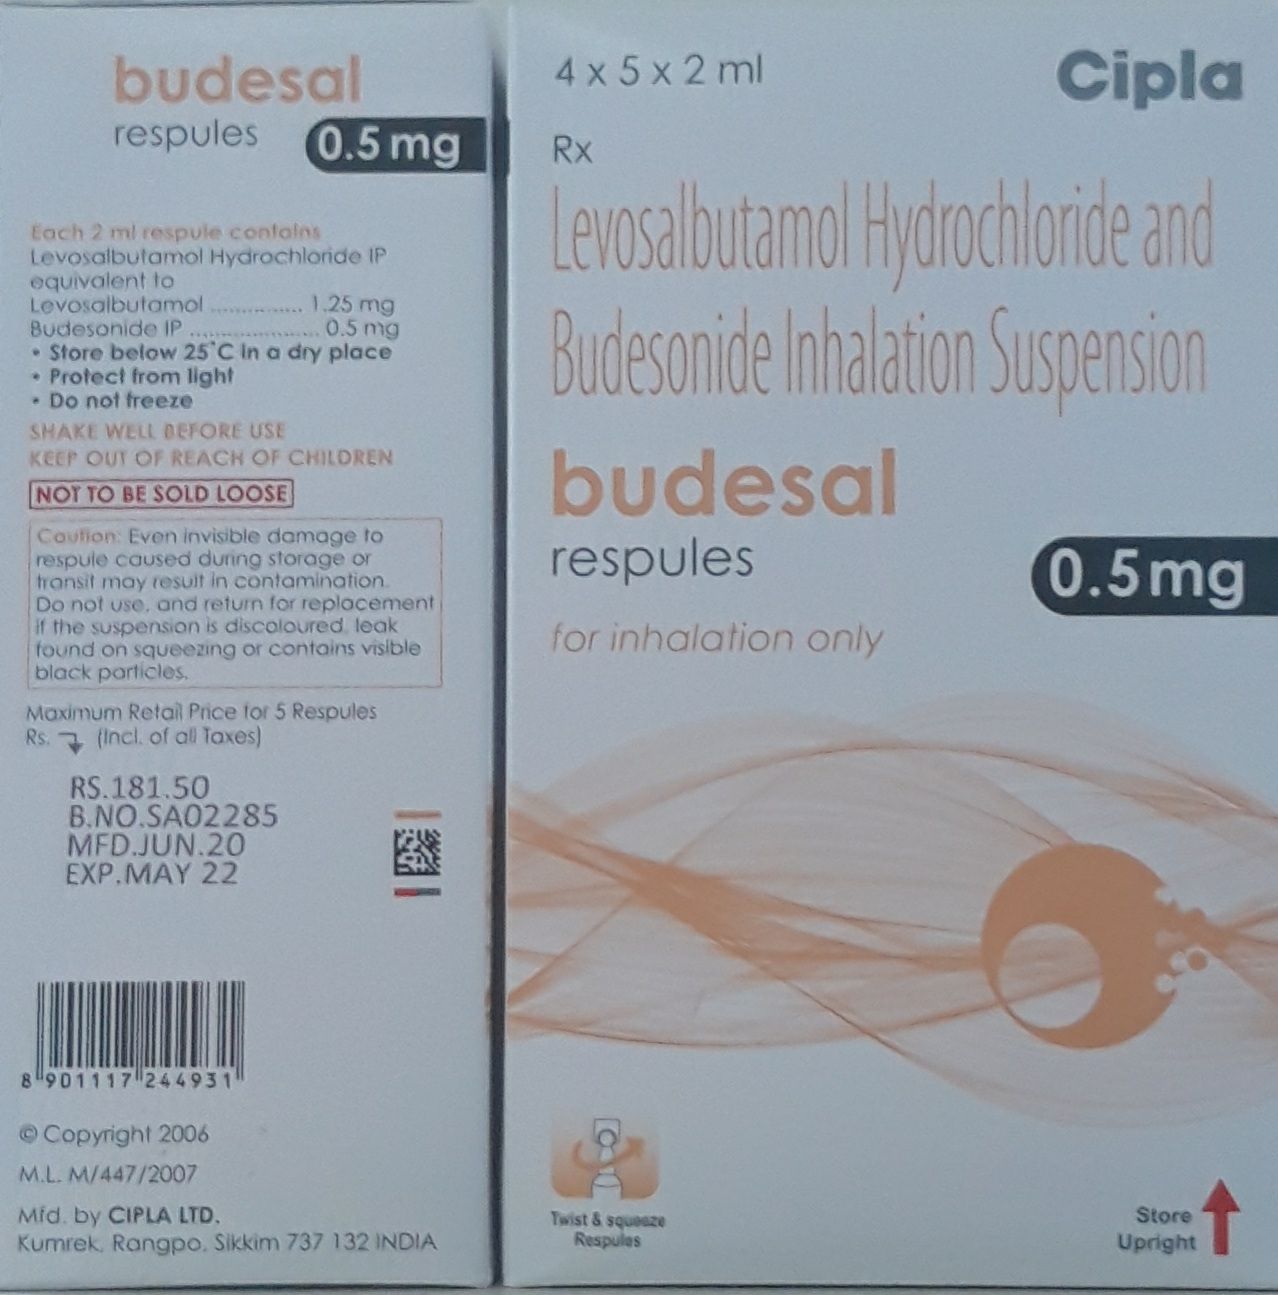 budesal
respules
0.5 mg
Each 2 ml respule contains
Levosalbutamol Hydrochloride IP
equivalent to
Levosalbutamol ............... 1.25 mg
Budesonide IP ..................... 0.5 mg
• Store below 25°C in a dry place
• Protect from light
• Do not freeze
SHAKE WELL BEFORE USE
KEEP OUT OF REACH OF CHILDREN
NOT TO BE SOLD LOOSE
Caution: Even invisible damage to
respule caused during storage or
transit may result in contamination.
Do not use, and return for replacement
if the suspension is discoloured, leak
found on squeezing or contains visible
black particles.
Maximum Retail Price for 5 Respules
Rs. (Incl. of all Taxes)
RS.181.50
B.NO.SA02285
MFD.JUN.20
EXP.MAY 22
8 901117 244931
© Copyright 2006
M.L. M/447/2007
Mfd. by CIPLA LTD.
Kumrek, Rangpo, Sikkim 737 132 INDIA
4 x 5 x 2 ml
Cipla
Rx
Levosalbutamol Hydrochloride and
Budesonide Inhalation Suspension
budesal
respules
0.5 mg
for inhalation only
Twist & squeeze
Respules
Store
Upright